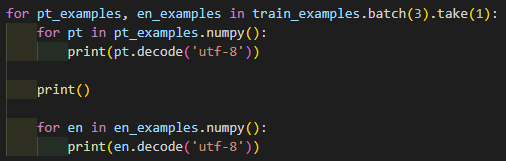 for pt_examples, en_examples in train_examples.batch(3).take(1):
    for pt in pt_examples.numpy():
        print(pt.decode('utf-8'))

    print()

    for en in en_examples.numpy():
        print(en.decode('utf-8'))